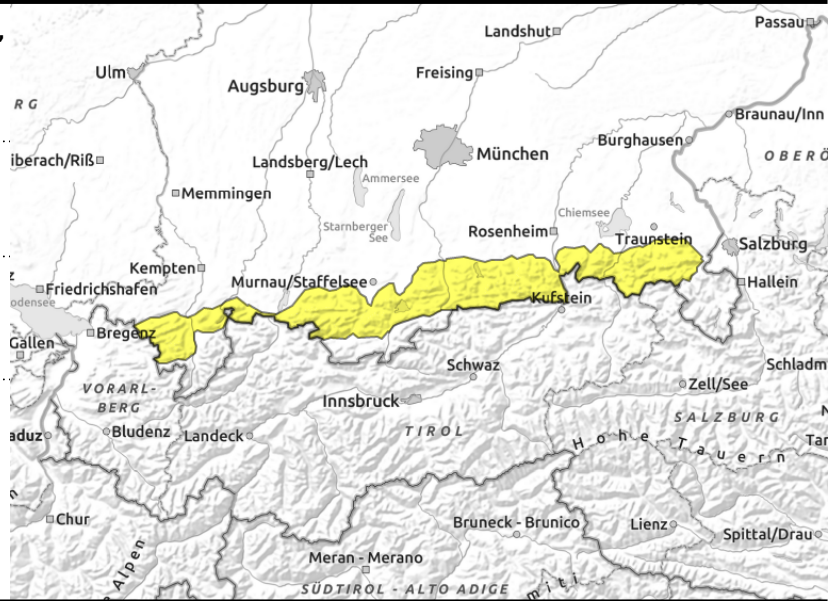 Passau
Landshut
Ulm
Augsburg
Freising
RG
Braunau/Inn
Burghausen
iberach/Riß
Landsberg/Lech
München
OBERÖ
Ammersee
Memmingen
Chiemsee
Starnberger
See
Rosenheim
Traunstein
Salzburg
Kempten
Murnau/Staffelsee
Hallein
z
Friedrichshafen
odensee
Kufstein
Bregenz
Gallen
Schwaz
Schladm
VORARL-
BERG
Zell/See
Innsbruck
SALZBURG
N
aduz
Bludenz
Landeck
TIROL
Hohe Tauern
Tar
n
Chur
Bruneck - Brunico
Lienz
Spittal/Drau
Alpen
Meran - Merano
SÜDTIROL - ALTO ADIGE
miti